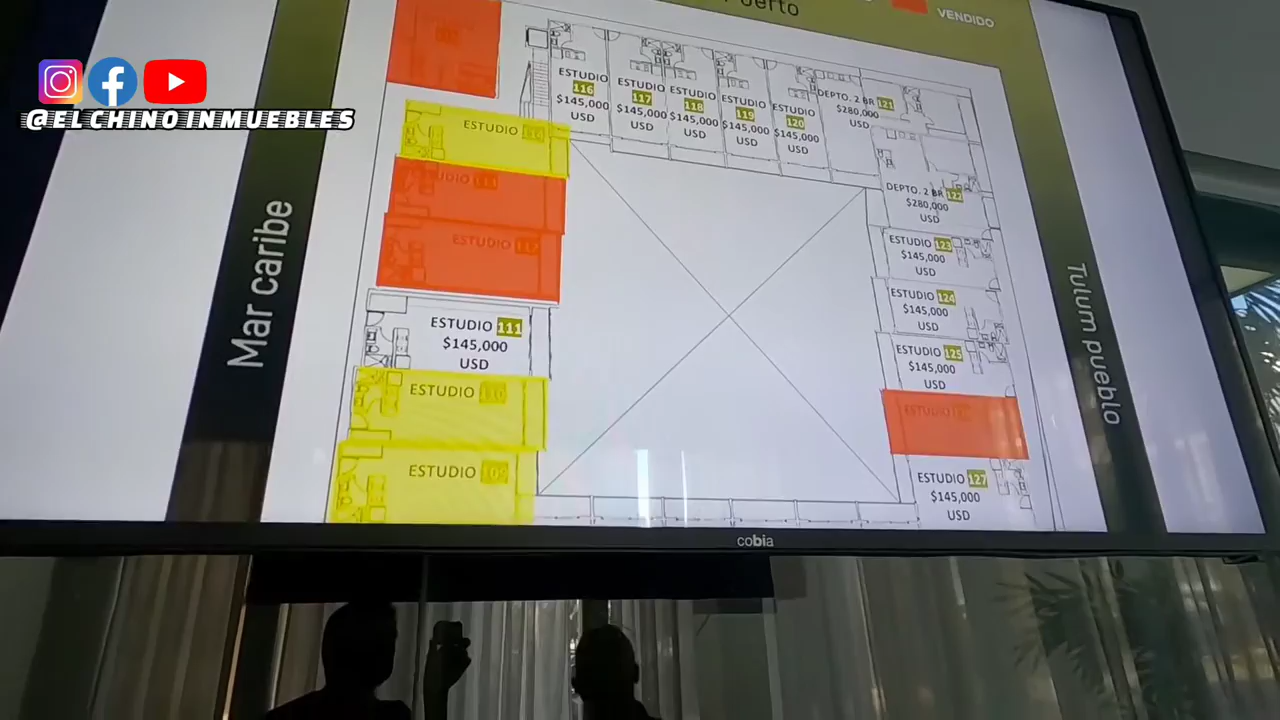 @ELCHINOINMUEBLES
VENDIDO
Mar caribe
Tulum pueblo
ESTUDIO
116
$145,000
USD
ESTUDIO
117
$145,000
USD
ESTUDIO
118
$145,000
USD
ESTUDIO
119
$145,000
USD
ESTUDIO
120
$145,000
USD
DEPTO. 2 BR 121
$280,000
USD
DEPTO. 2 BR 122
$280,000
USD
ESTUDIO 123
$145,000
USD
ESTUDIO 124
$145,000
USD
ESTUDIO 125
$145,000
USD
ESTUDIO
ESTUDIO 127
$145,000
USD
ESTUDIO
ESTUDIO
ESTUDIO
ESTUDIO 111
$145,000
USD
ESTUDIO 110
ESTUDIO 109
cobia